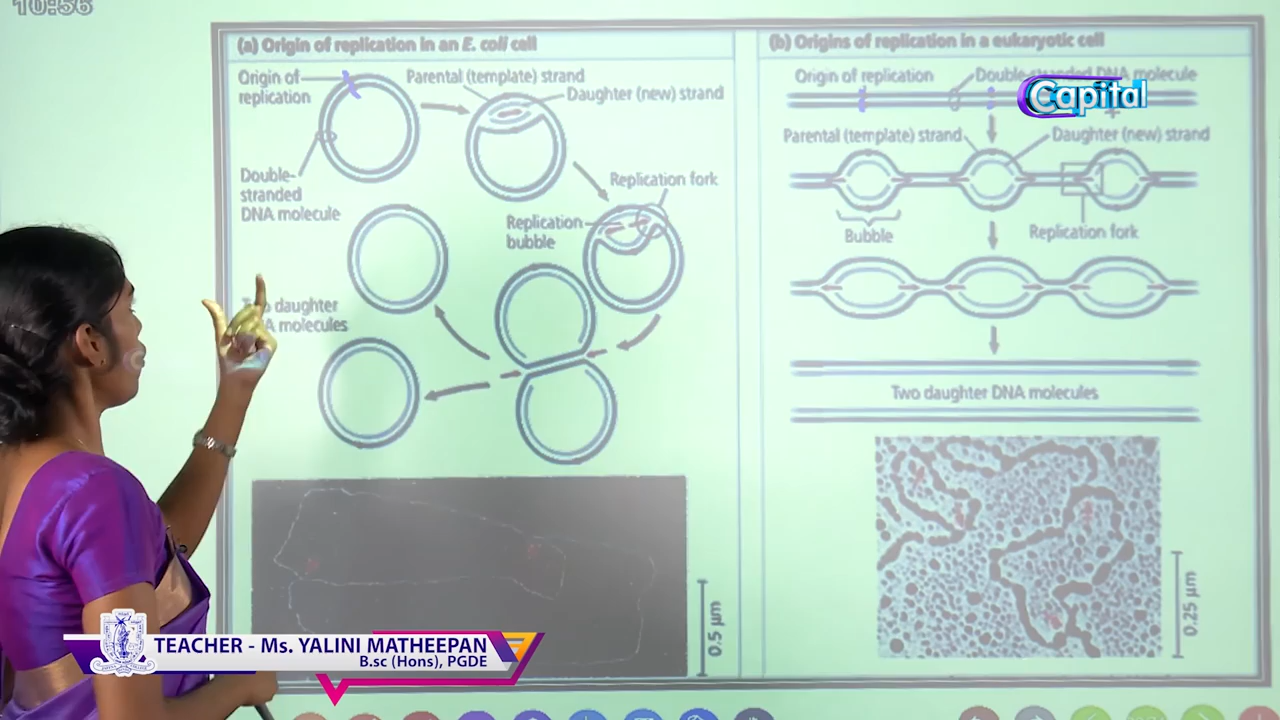 10:56
(a) Origin of replication in an E. coli cell
Origin of
replication
Parental (template) strand
Daughter (new) strand
Double-
stranded
DNA molecule
Replication fork
Replication
bubble
daughter
molecules
0.5 µm
(b) Origins of replication in a eukaryotic cell
Origin of replication
Double-stranded DNA molecule
Capital
Parental (template) strand
Daughter (new) strand
Bubble
Replication fork
Two daughter DNA molecules
0.25 µm
TEACHER - Ms. YALINI MATHEEPAN
B.sc (Hons), PGDE